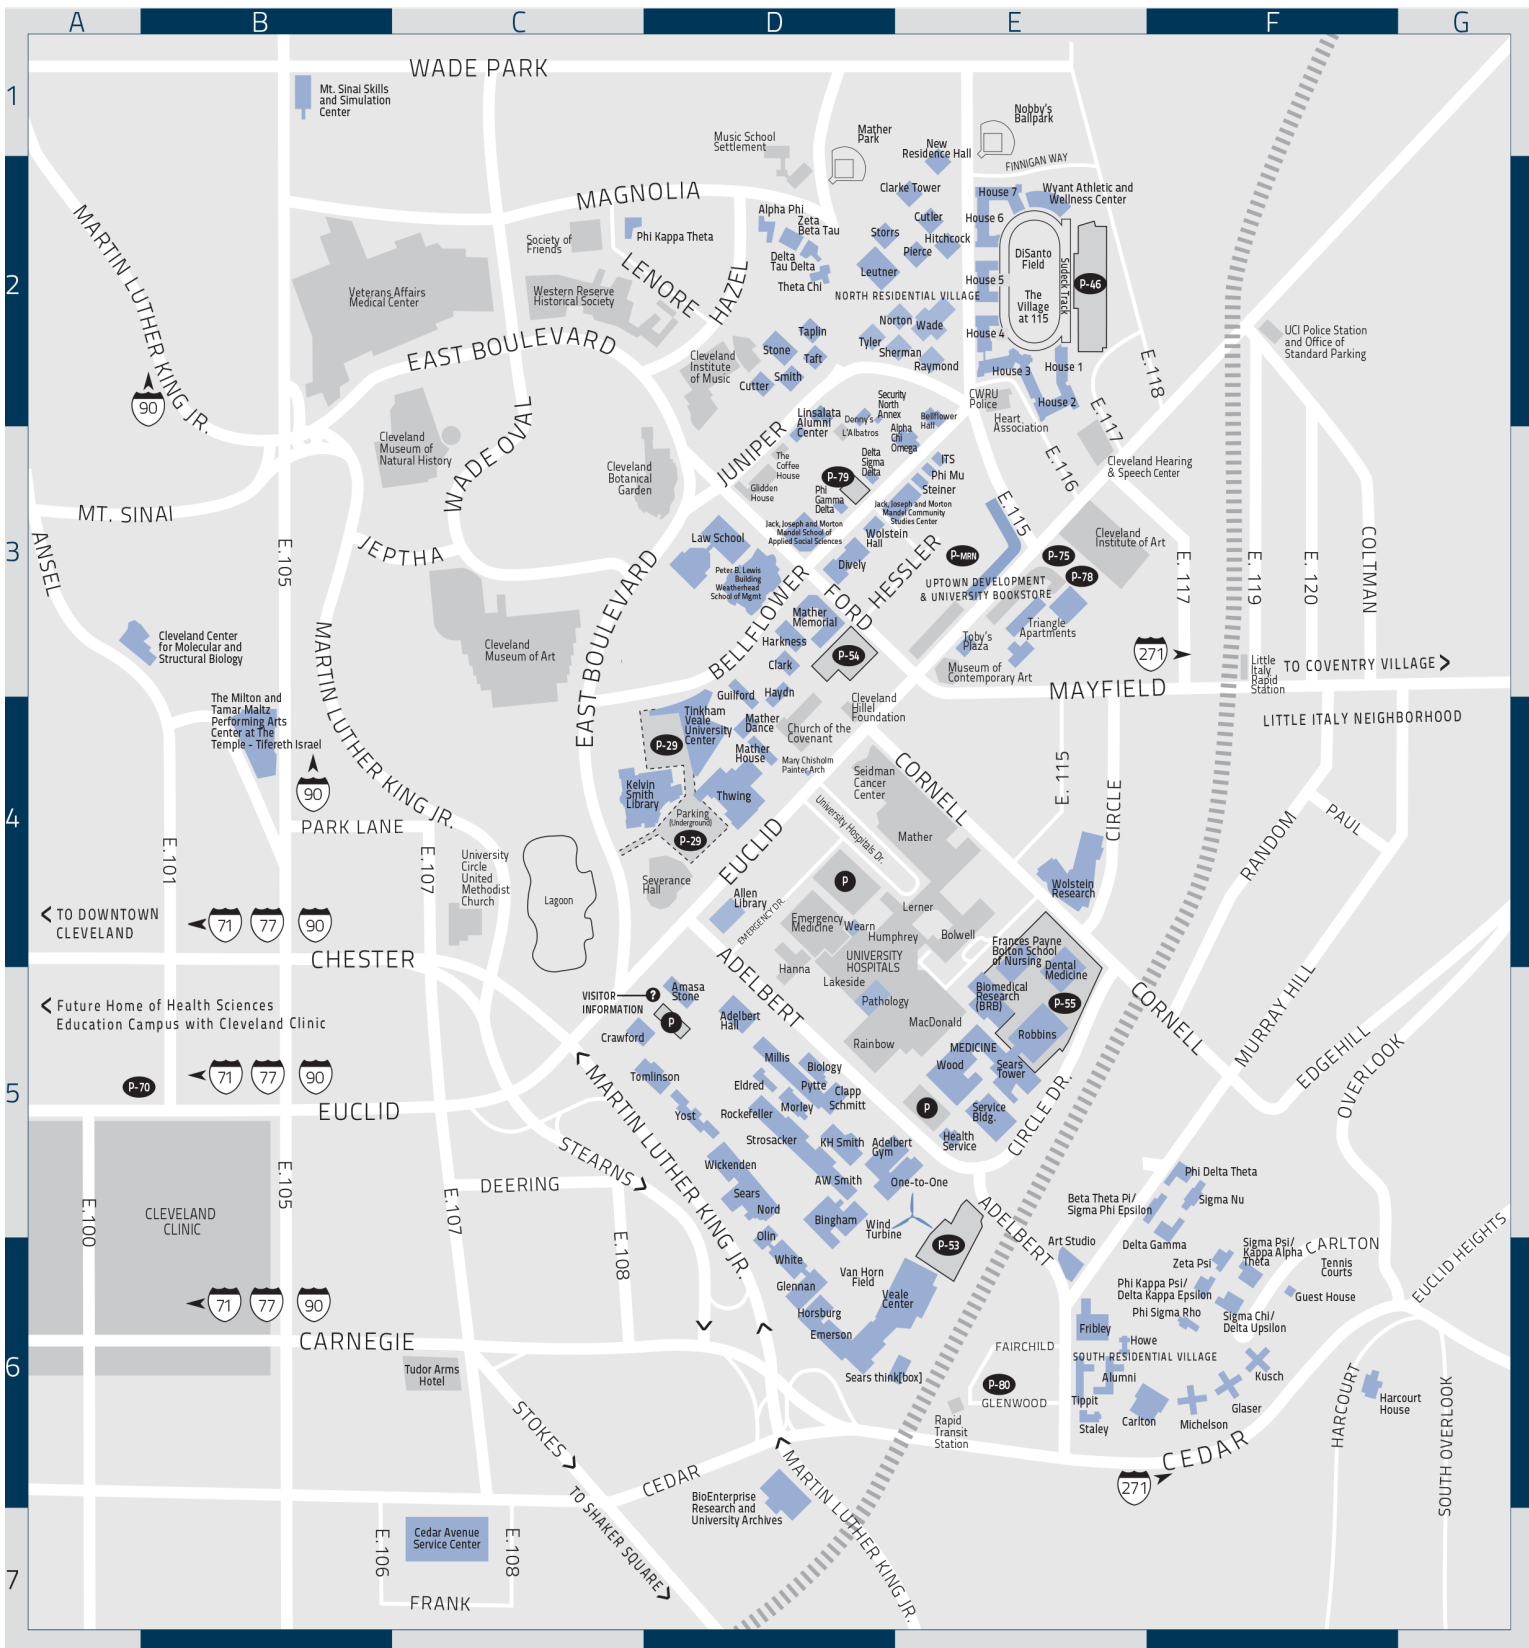 A
B
C
D
E
F
G
1
2
3
4
5
6
7
WADE PARK
Mt. Sinai Skills
and Simulation
Center
Nobby's
Ballpark
Mather
Park
Music School
Settlement
New
Residence Hall
FINNIGAN WAY
MAGNOLIA
Clarke Tower
House 7
Wyant Athletic and
Wellness Center
MARTIN LUTHER KING JR.
Alpha Phi
Zeta
Beta Tau
Cutler
House 6
Society of
Friends
Phi Kappa Theta
Storrs
Hitchcock
Pierce
DiSanto
Field
Sudeck Track
LENORE
HAZEL
Delta
Tau Delta
Leutner
House 5
P-46
Theta Chi
Veterans Affairs
Medical Center
Western Reserve
Historical Society
NORTH RESIDENTIAL VILLAGE
The
Village
at 115
Norton
Wade
House 4
Taplin
Tyler
Sherman
UCI Police Station
and Office of
Standard Parking
EAST BOULEVARD
Stone
Taft
Raymond
House 3
House 1
Cleveland
Institute
of Music
Smith
Cutter
E.118
90
CWRU
Police
House 2
Security
North
Annex
Linsalata
Alumni
Center
Denny's
L'Albatros
Bellflower
Hall
Heart
Association
E.117
Alpha
Chi
Omega
JUNIPER
WADE OVAL
Cleveland
Museum of
Natural History
Cleveland
Botanical
Garden
The
Coffee
House
Delta
Sigma
Delta
ITS
Phi Mu
Steiner
E.116
Cleveland Hearing
& Speech Center
P-79
Glidden
House
Phi
Gamma
Delta
Jack, Joseph and Morton
Mandel Community
Studies Center
E.115
MT. SINAI
Jack, Joseph and Morton
Mandel School of
Applied Social Sciences
Wolstein
Hall
Law School
Cleveland
Institute of Art
JEPTHA
ANSEL
E.105
HESSLER
P-MRN
P-75
P-78
Dively
Peter B. Lewis
Building
Weatherhead
School of Mgmt
UPTOWN DEVELOPMENT
& UNIVERSITY BOOKSTORE
E. 117
E. 119
E. 120
COLTMAN
BELLFLOWER
FORD
Mather
Memorial
Triangle
Apartments
Toby's
Plaza
Cleveland Center
for Molecular and
Structural Biology
MARTIN LUTHER KING JR.
Cleveland
Museum of Art
EAST BOULEVARD
Harkness
P-54
Clark
Museum of
Contemporary Art
271
Little
Italy
Rapid
Station
TO COVENTRY VILLAGE
MAYFIELD
The Milton and
Tamar Maltz
Performing Arts
Center at The
Temple - Tifereth Israel
Guilford
Haydn
Cleveland
Hillel
Foundation
LITTLE ITALY NEIGHBORHOOD
Tinkham
Veale
University
Center
Mather
Dance
Church of the
Covenant
P-29
Mather
House
Mary Chisholm
Painter Arch
90
Seidman
Cancer
Center
CORNELL
E. 115
CIRCLE
Kelvin
Smith
Library
Thwing
University Hospitals Dr.
Parking
(Underground)
P-29
PARK LANE
Mather
RANDOM
PAUL
E.101
E.107
EUCLID
University
Circle
United
Methodist
Church
Severance
Hall
Allen
Library
P
Wolstein
Research
Lagoon
TO DOWNTOWN
CLEVELAND
71
77
90
EMERGENCY DR.
Emergency
Medicine
Wearn
Humphrey
Lerner
Bolwell
CHESTER
Frances Payne
Bolton School
of Nursing
Dental
Medicine
ADELBERT
Hanna
UNIVERSITY
HOSPITALS
Lakeside
Future Home of Health Sciences
Education Campus with Cleveland Clinic
VISITOR
INFORMATION
?
Amasa
Stone
P
Adelbert
Hall
Pathology
MacDonald
Biomedical
Research
(BRB)
P-55
Robbins
CORNELL
MURRAY HILL
Crawford
Rainbow
MEDICINE
Wood
Sears
Tower
EDGEHILL
OVERLOOK
P-70
71
77
90
Tomlinson
Millis
Biology
Eldred
Pytte
Clapp
Schmitt
P
Service
Bldg.
CIRCLE DR.
EUCLID
Yost
Rockefeller
Morley
Strosacker
KH Smith
Adelbert
Gym
Health
Service
STEARNS
MARTIN LUTHER KING JR.
Wickenden
AW Smith
One-to-One
Phi Delta Theta
DEERING
Sears
Nord
Beta Theta Pi/
Sigma Phi Epsilon
Sigma Nu
CLEVELAND
CLINIC
E.100
E.105
E.107
E.108
Bingham
Wind
Turbine
P-53
ADELBERT
Olin
Art Studio
Delta Gamma
Sigma Psi/
Kappa Alpha
Theta
CARLTON
EUCLID HEIGHTS
White
Van Horn
Field
Zeta Psi
Tennis
Courts
Glennan
Veale
Center
Phi Kappa Psi/
Delta Kappa Epsilon
Guest House
71
77
90
Horsburg
Phi Sigma Rho
Sigma Chi/
Delta Upsilon
Emerson
Fribley
Howe
CARNEGIE
FAIRCHILD
SOUTH RESIDENTIAL VILLAGE
Tudor Arms
Hotel
Sears think[box]
P-80
GLENWOOD
Alumni
Kusch
Tippit
Glaser
Harcourt
House
HARCOURT
SOUTH OVERLOOK
STOKES
Rapid
Transit
Station
Staley
Carlton
Michelson
CEDAR
CEDAR
271
TO SHAKER SQUARE
BioEnterprise
Research and
University Archives
MARTIN LUTHER KING JR.
Cedar Avenue
Service Center
E.106
E.108
FRANK